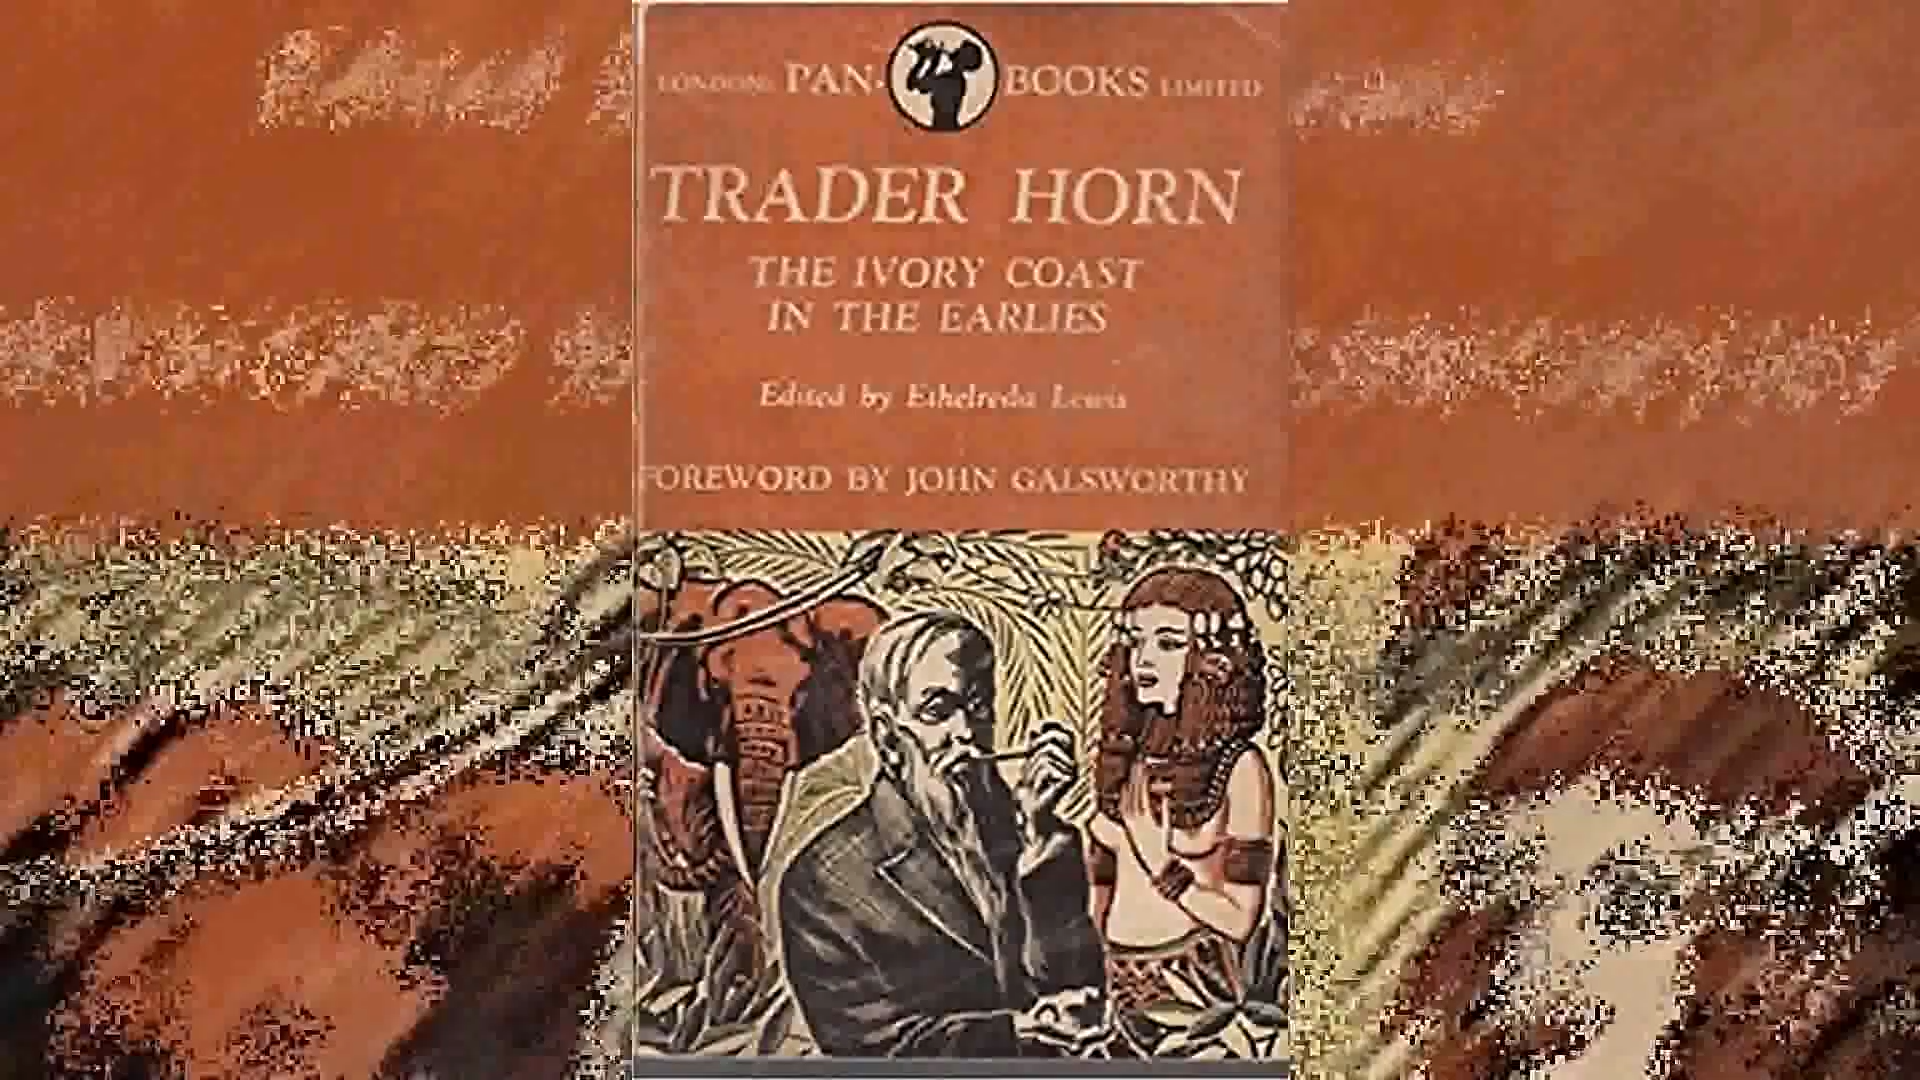 LONDON: PAN BOOKS LIMITED
TRADER HORN
THE IVORY COAST
IN THE EARLIES
Edited by Ethelreda Lewis
FOREWORD BY JOHN GALSWORTHY